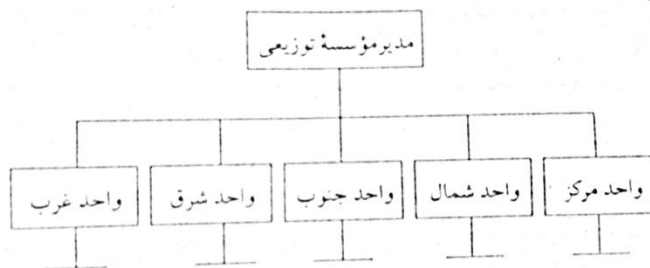 مدیر مؤسسهٔ توزیعی
واحد مرکز
واحد شمال
واحد جنوب
واحد شرق
واحد غرب